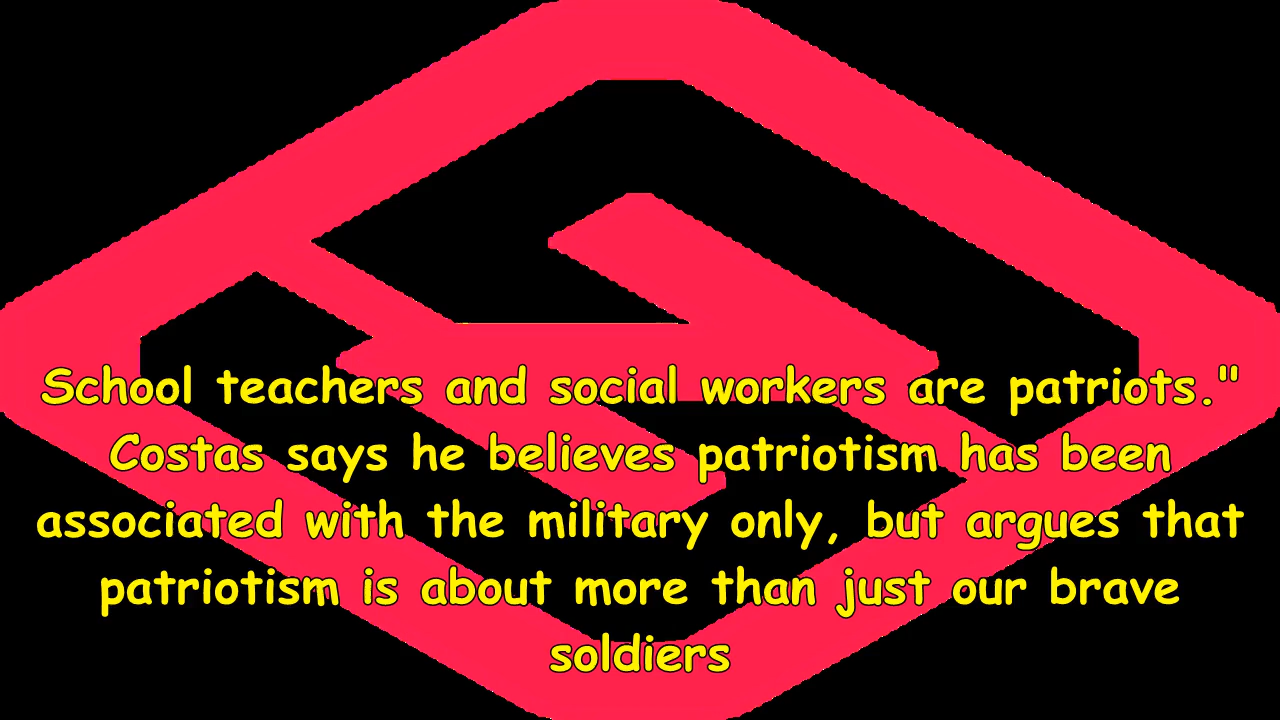 School teachers and social workers are patriots."
Costas says he believes patriotism has been
associated with the military only, but argues that
patriotism is about more than just our brave
soldiers